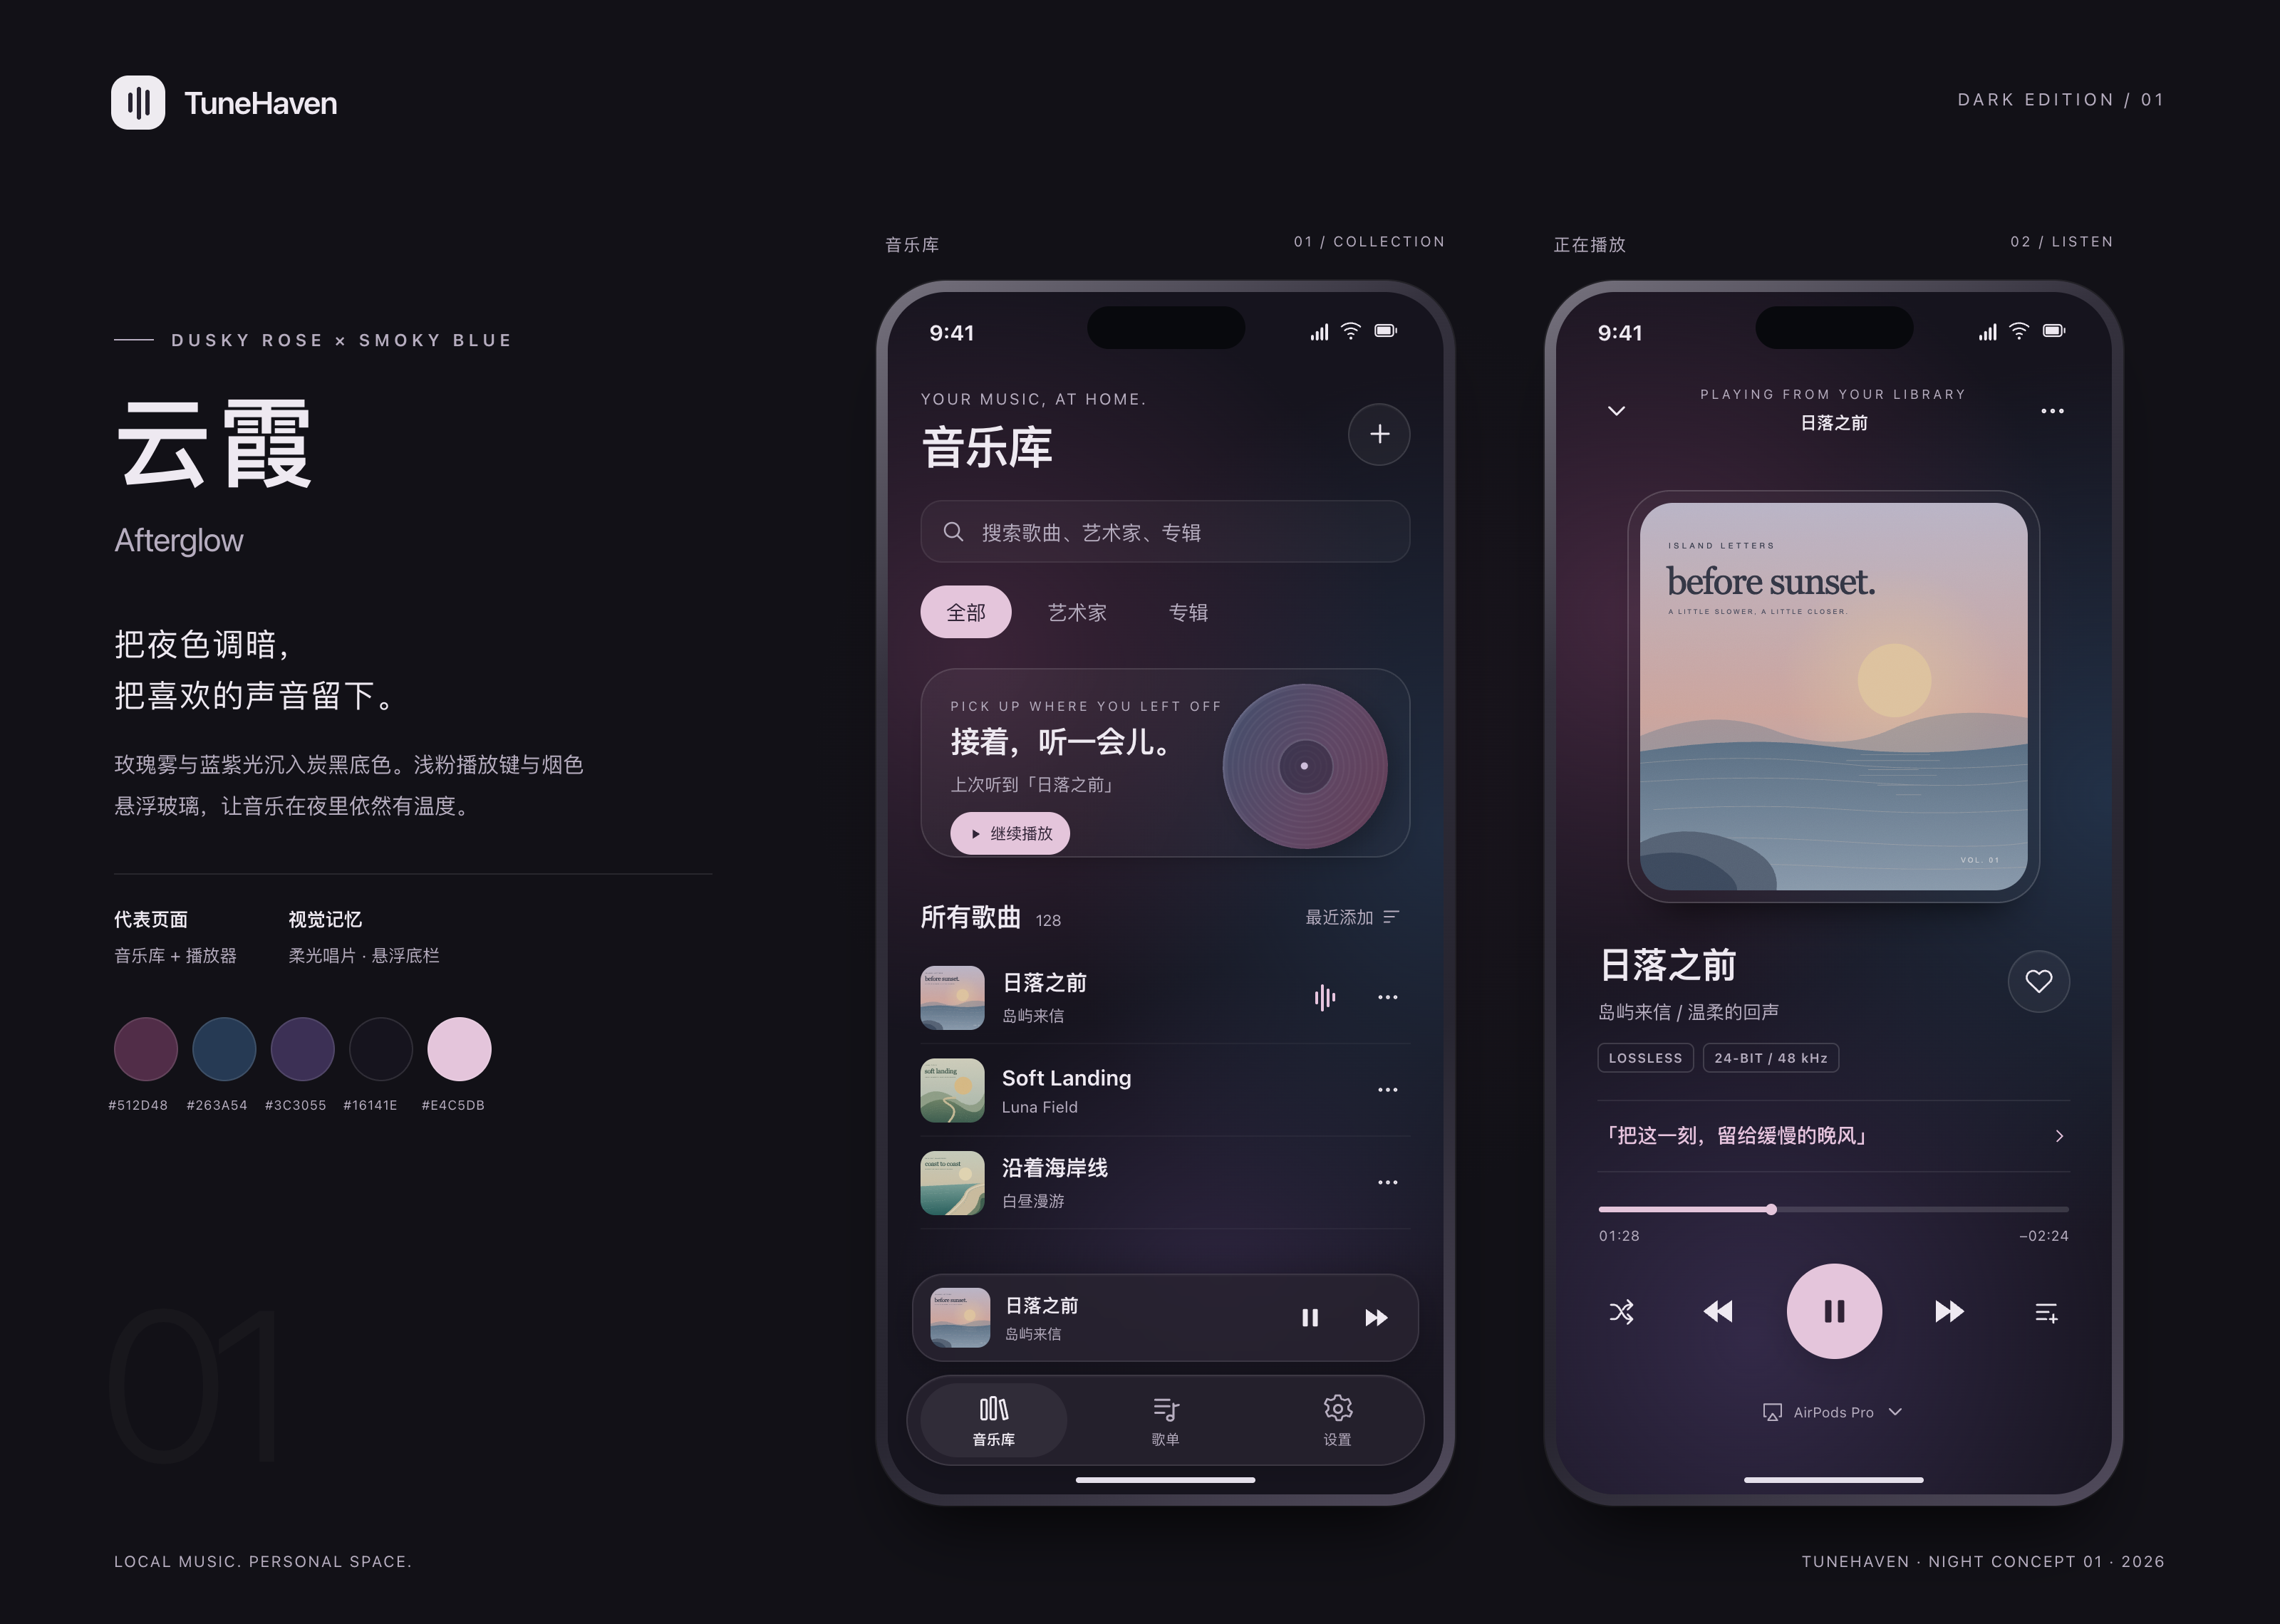 TuneHaven
DARK EDITION / 01
DUSKY ROSE × SMOKY BLUE
云霞
Afterglow
把夜色调暗，
把喜欢的声音留下。
玫瑰雾与蓝紫光沉入炭黑底色。浅粉播放键与烟色
悬浮玻璃，让音乐在夜里依然有温度。
代表页面
音乐库 + 播放器
视觉记忆
柔光唱片 · 悬浮底栏
#512D48 #263A54 #3C3055 #16141E #E4C5DB
01
LOCAL MUSIC. PERSONAL SPACE.
音乐库
01 / COLLECTION
9:41
YOUR MUSIC, AT HOME.
音乐库
搜索歌曲、艺术家、专辑
全部 艺术家 专辑
PICK UP WHERE YOU LEFT OFF
接着，听一会儿。
上次听到「日落之前」
继续播放
所有歌曲 128
最近添加
before sunset.
日落之前
岛屿来信
soft landing
Soft Landing
Luna Field
coast to coast
沿着海岸线
白昼漫游
before sunset.
日落之前
岛屿来信
音乐库 歌单 设置
正在播放
02 / LISTEN
9:41
PLAYING FROM YOUR LIBRARY
日落之前
ISLAND LETTERS
before sunset.
A LITTLE SLOWER, A LITTLE CLOSER.
VOL. 01
日落之前
岛屿来信 / 温柔的回声
LOSSLESS
24-BIT / 48 kHz
「把这一刻，留给缓慢的晚风」
01:28
–02:24
AirPods Pro
TUNEHAVEN · NIGHT CONCEPT 01 · 2026